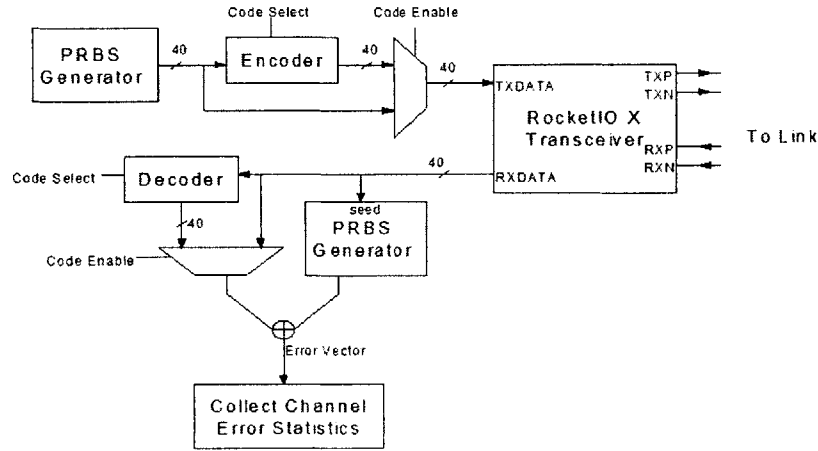 Code Select
Code Enable
PRBS
Generator
40
Encoder
40
40
TXDATA
TXP
TXN
RocketIO X
Transceiver
RXP
RXN
RXDATA
To Link
Code Select
Decoder
40
40
seed
PRBS
Generator
Code Enable
Error Vector
Collect Channel
Error Statistics